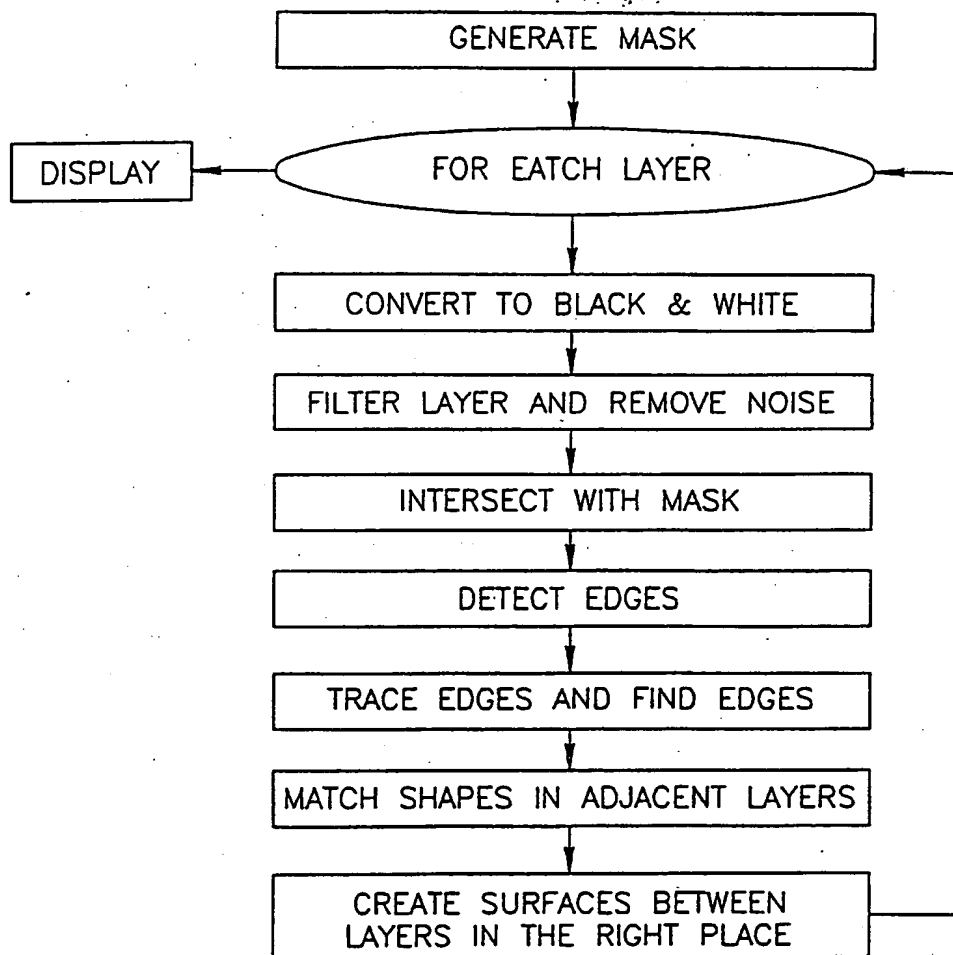 GENERATE MASK
DISPLAY
FOR EATCH LAYER
CONVERT TO BLACK & WHITE
FILTER LAYER AND REMOVE NOISE
INTERSECT WITH MASK
DETECT EDGES
TRACE EDGES AND FIND EDGES
MATCH SHAPES IN ADJACENT LAYERS
CREATE SURFACES BETWEEN
LAYERS IN THE RIGHT PLACE